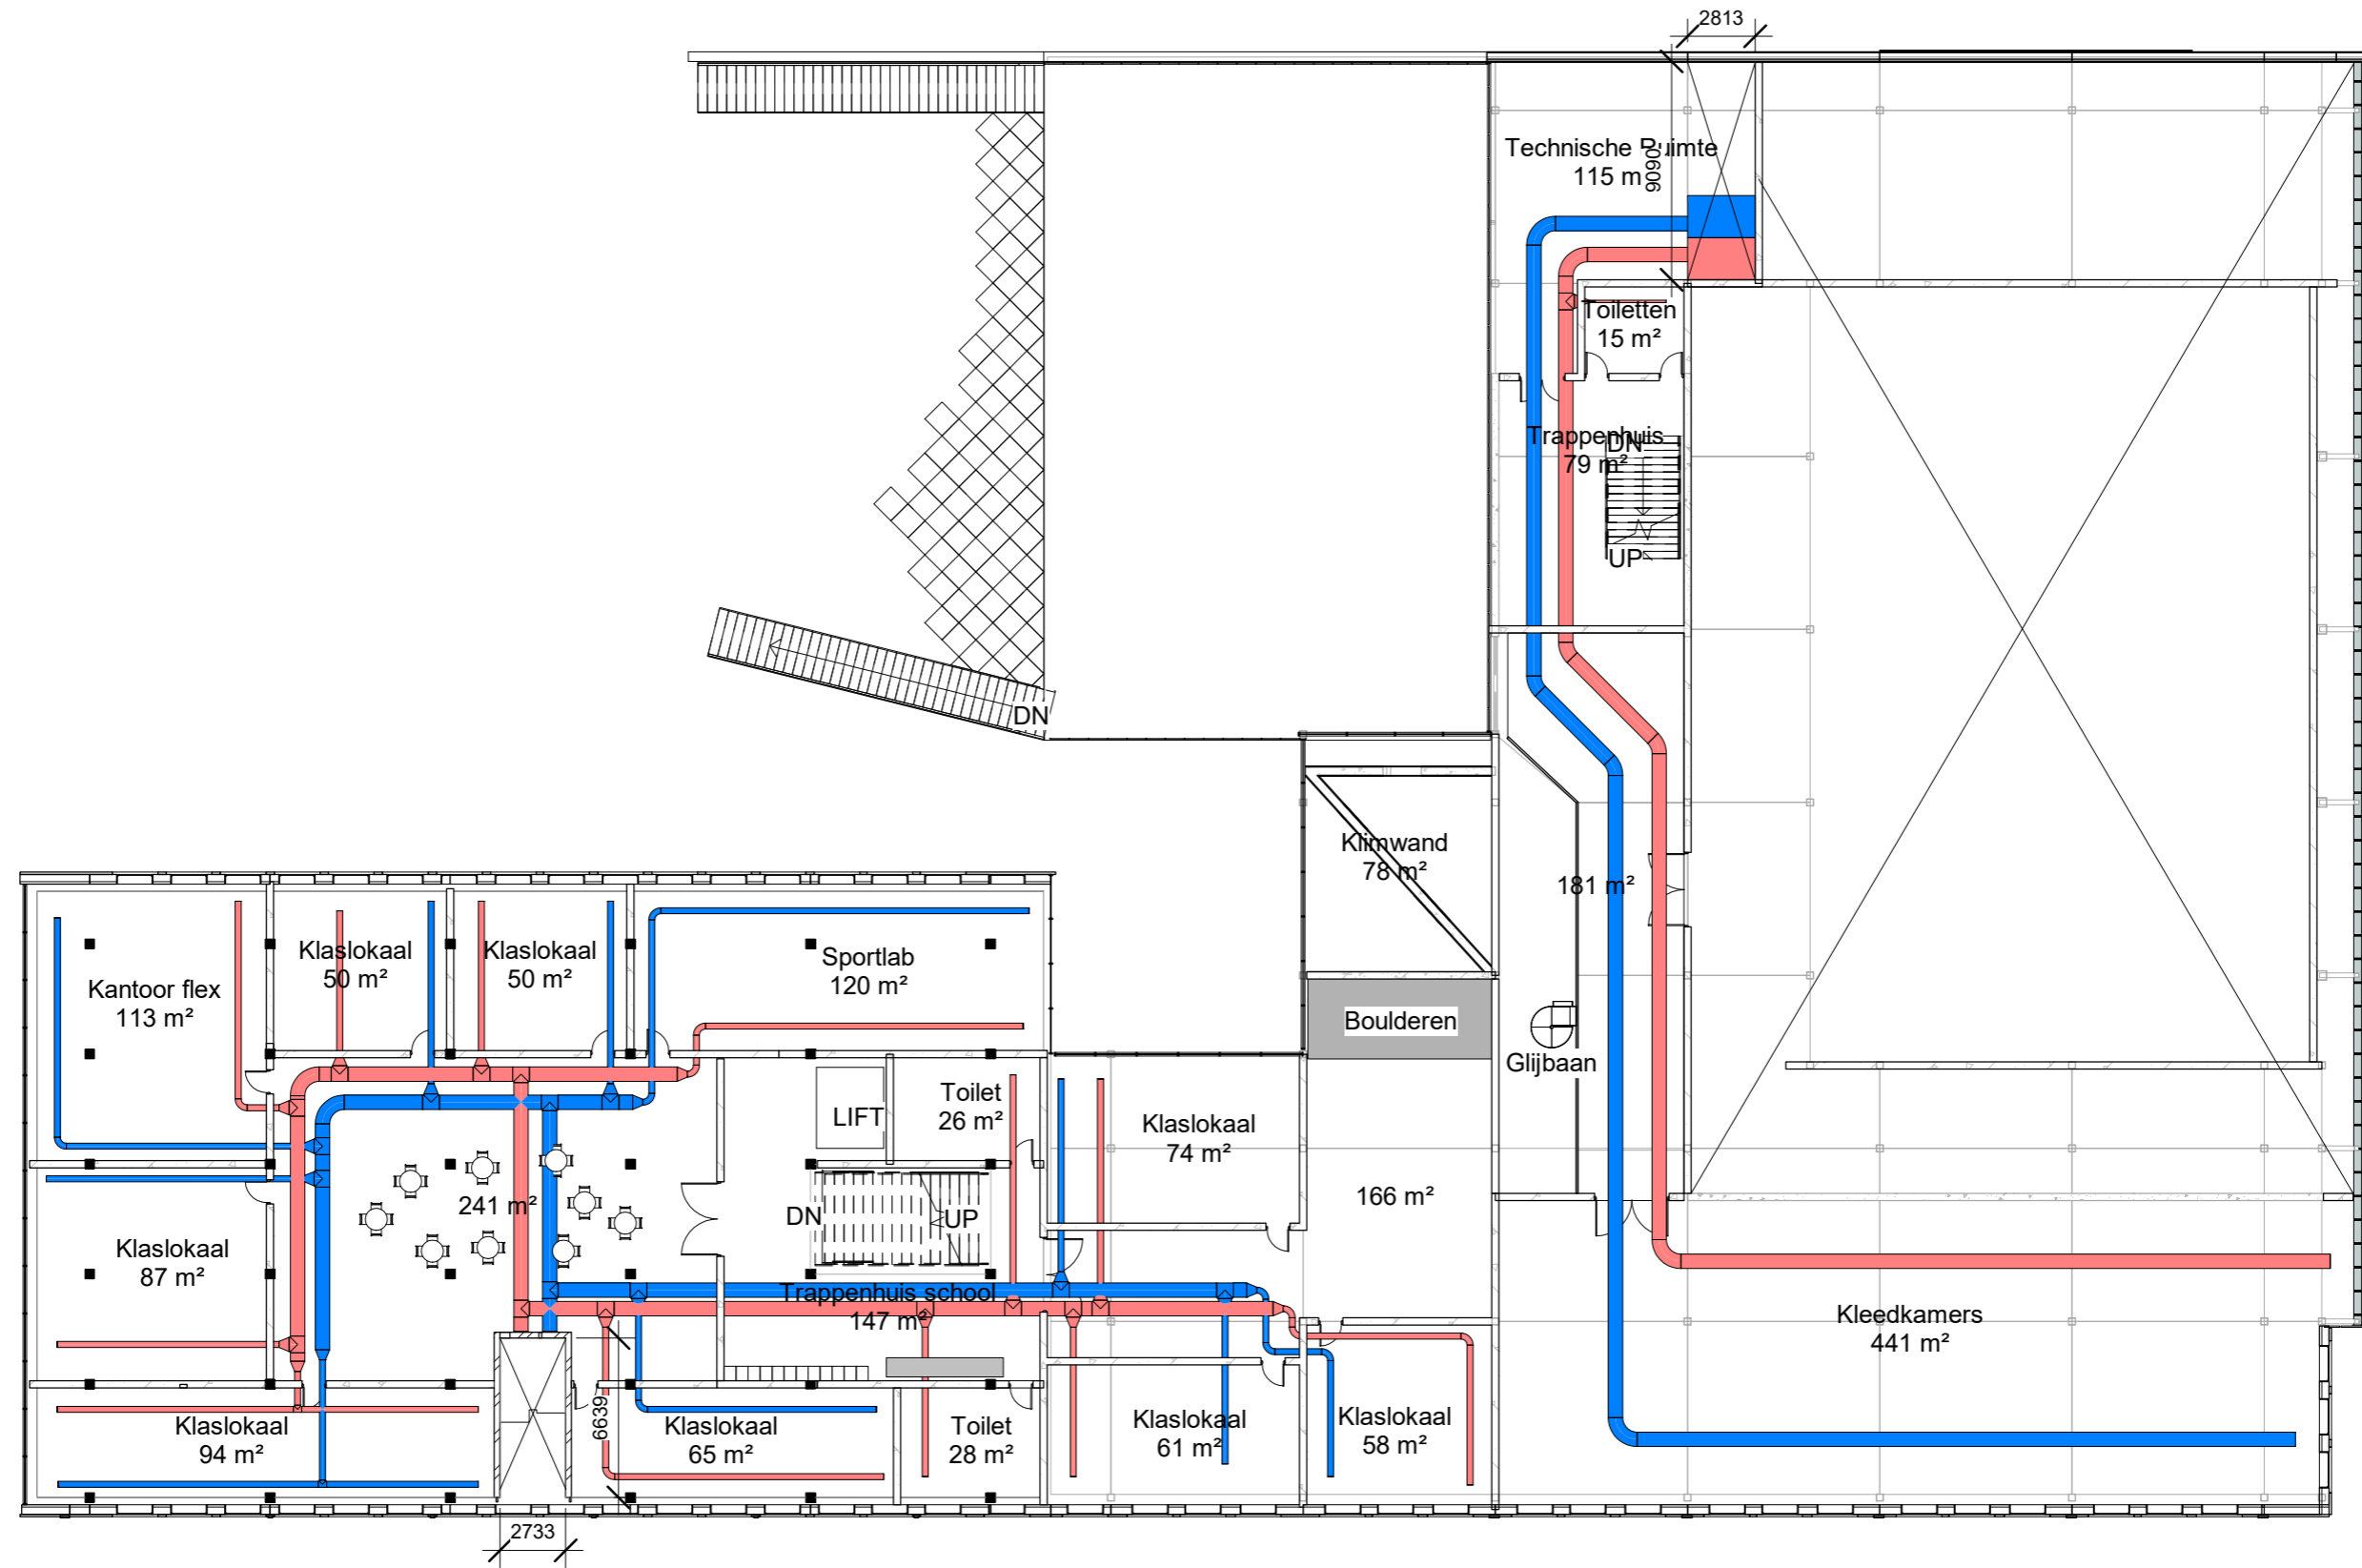 2813
Technische Ruimte
115 m
9090
Toiletten
15 m²
Trappenhuis
DN
79 m²
UP
DN
Klimwand
78 m²
181 m²
Klaslokaal
50 m²
Klaslokaal
50 m²
Sportlab
120 m²
Kantoor flex
113 m²
Boulderen
Glijbaan
LIFT
Toilet
26 m²
Klaslokaal
74 m²
241 m²
DN
UP
166 m²
Klaslokaal
87 m²
Trappenhuis school
147 m²
Kleedkamers
441 m²
6639
Klaslokaal
94 m²
Klaslokaal
65 m²
Toilet
28 m²
Klaslokaal
61 m²
Klaslokaal
58 m²
2733